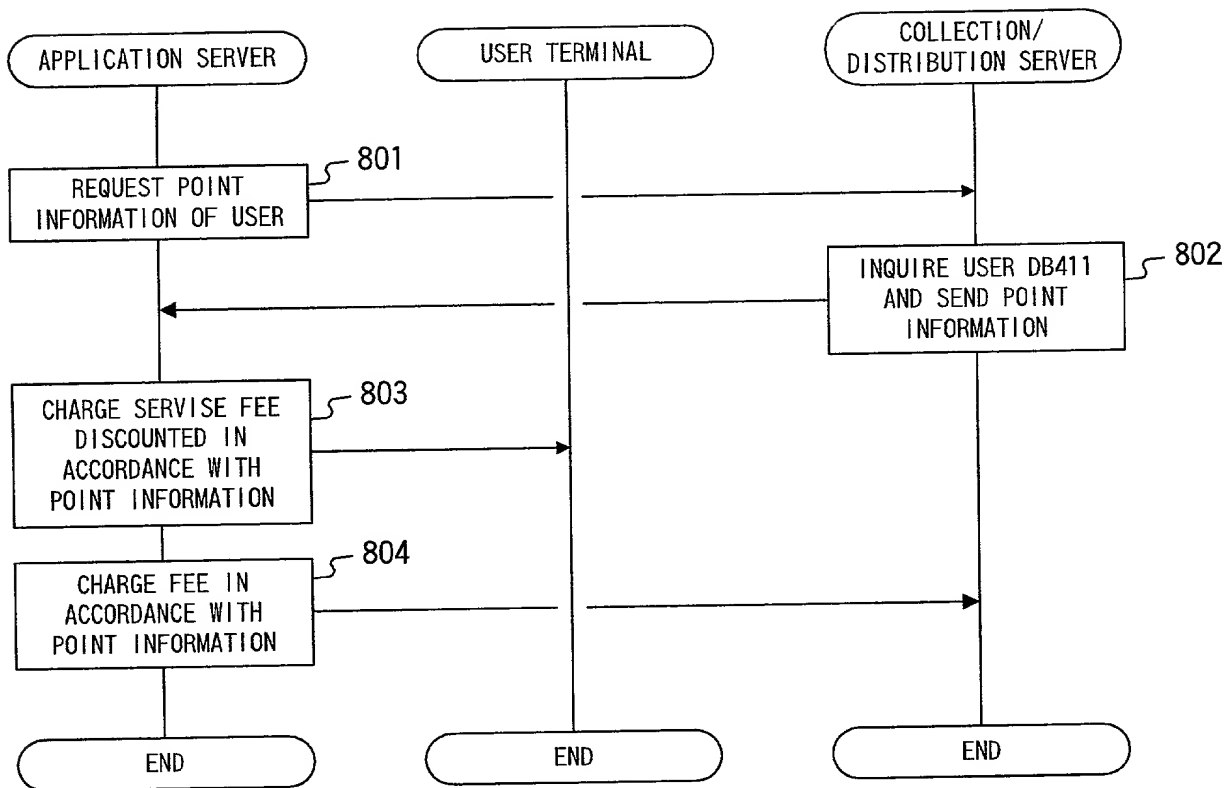 APPLICATION SERVER
USER TERMINAL
COLLECTION/
DISTRIBUTION SERVER
801
REQUEST POINT
INFORMATION OF USER
802
INQUIRE USER DB411
AND SEND POINT
INFORMATION
803
CHARGE SERVISE FEE
DISCOUNTED IN
ACCORDANCE WITH
POINT INFORMATION
804
CHARGE FEE IN
ACCORDANCE WITH
POINT INFORMATION
END
END
END